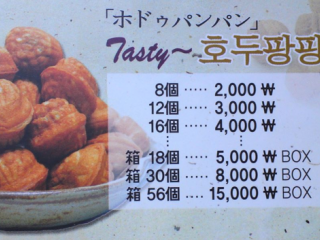 「ホドゥパンパン」
Tasty~ 호두팡팡
8個 ····· 2,000 ₩
12個 ····· 3,000 ₩
16個 ····· 4,000 ₩
⋮ ⋮
箱 18個 ····· 5,000 ₩ BOX
箱 30個 ····· 8,000 ₩ BOX
箱 56個 ···· 15,000 ₩ BOX